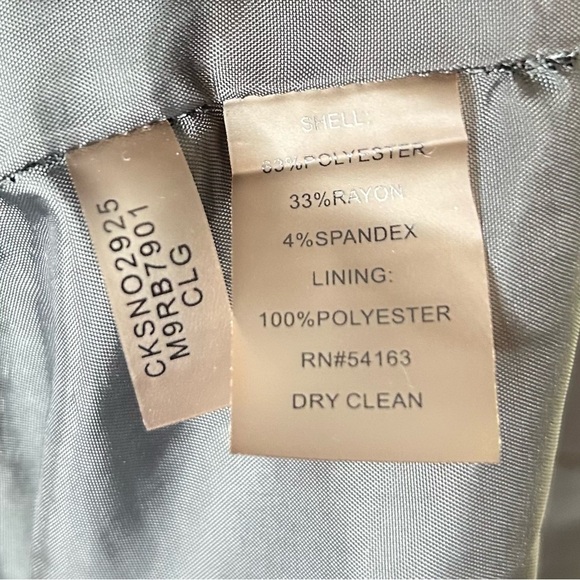 CKSNO2925
M9RB7901
CLG
SHELL:
63%POLYESTER
33%RAYON
4%SPANDEX
LINING:
100%POLYESTER
RN#54163
DRY CLEAN